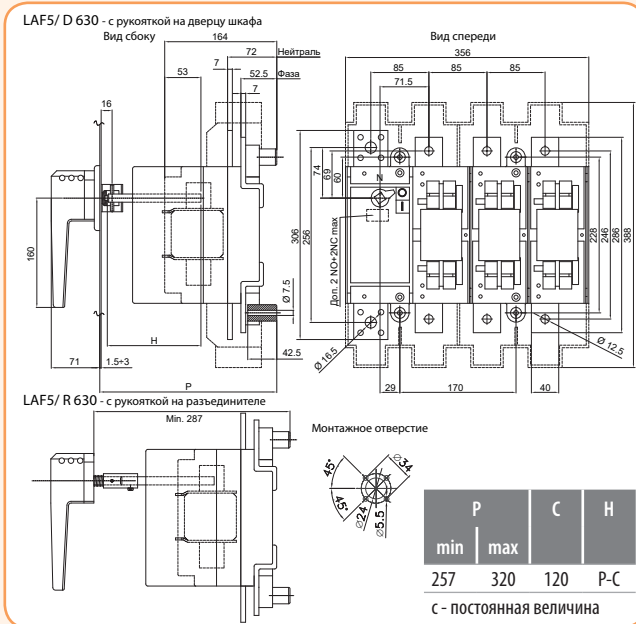 LAF5/ D 630 - с рукояткой на дверцу шкафа
Вид сбоку
Вид спереди
164
356
72
Нейтраль
85
85
85
7
53
52.5
Фаза
71.5
7
16
74
69
60
N
O
I
160
306
256
Доп. 2 NO+2NC max
228
246
286
388
Ø 7.5
H
42.5
Ø 16.5
Ø 12.5
71
1.5÷3
P
29
170
40
LAF5/ R 630 - с рукояткой на разъединителе
Min. 287
Монтажное отверстие
45°
45°
∅34
∅24
∅5.5
P
C
H
min
max
257
320
120
P-C
с - постоянная величина